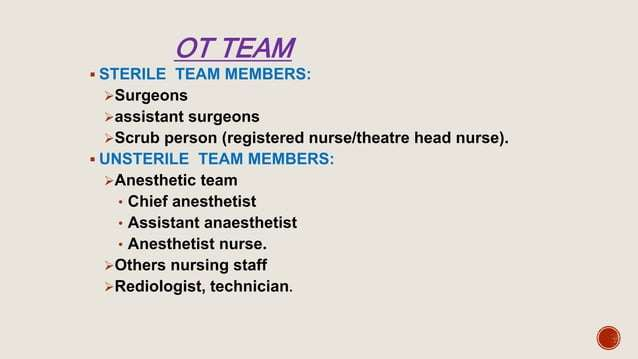 OT TEAM
STERILE TEAM MEMBERS:
Surgeons
assistant surgeons
Scrub person (registered nurse/theatre head nurse).
UNSTERILE TEAM MEMBERS:
Anesthetic team
Chief anesthetist
Assistant anaesthetist
Anesthetist nurse.
Others nursing staff
Rediologist, technician.